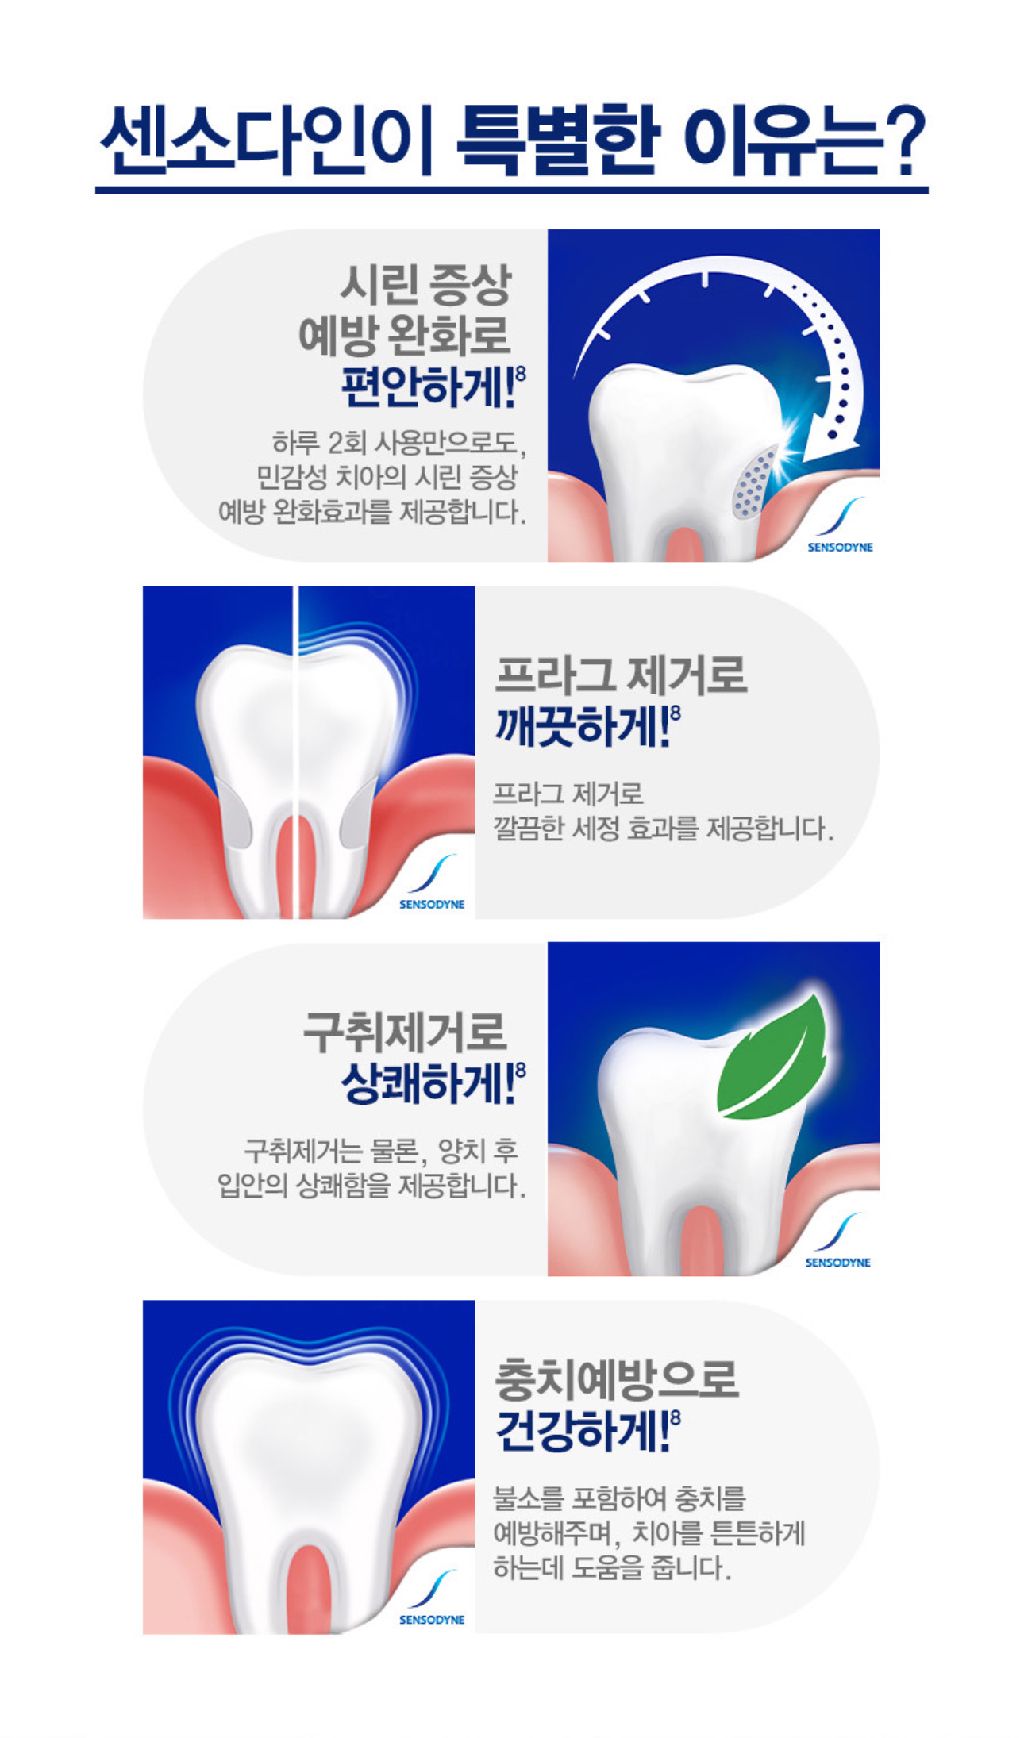 센소다인이 특별한 이유는?
시린 증상
예방 완화로
편안하게!8
하루 2회 사용만으로도,
민감성 치아의 시린 증상
예방 완화효과를 제공합니다.
SENSODYNE
프라그 제거로
깨끗하게!8
프라그 제거로
깔끔한 세정 효과를 제공합니다.
SENSODYNE
구취제거로
상쾌하게!8
구취제거는 물론, 양치 후
입안의 상쾌함을 제공합니다.
SENSODYNE
충치예방으로
건강하게!8
불소를 포함하여 충치를
예방해주며, 치아를 튼튼하게
하는데 도움을 줍니다.
SENSODYNE